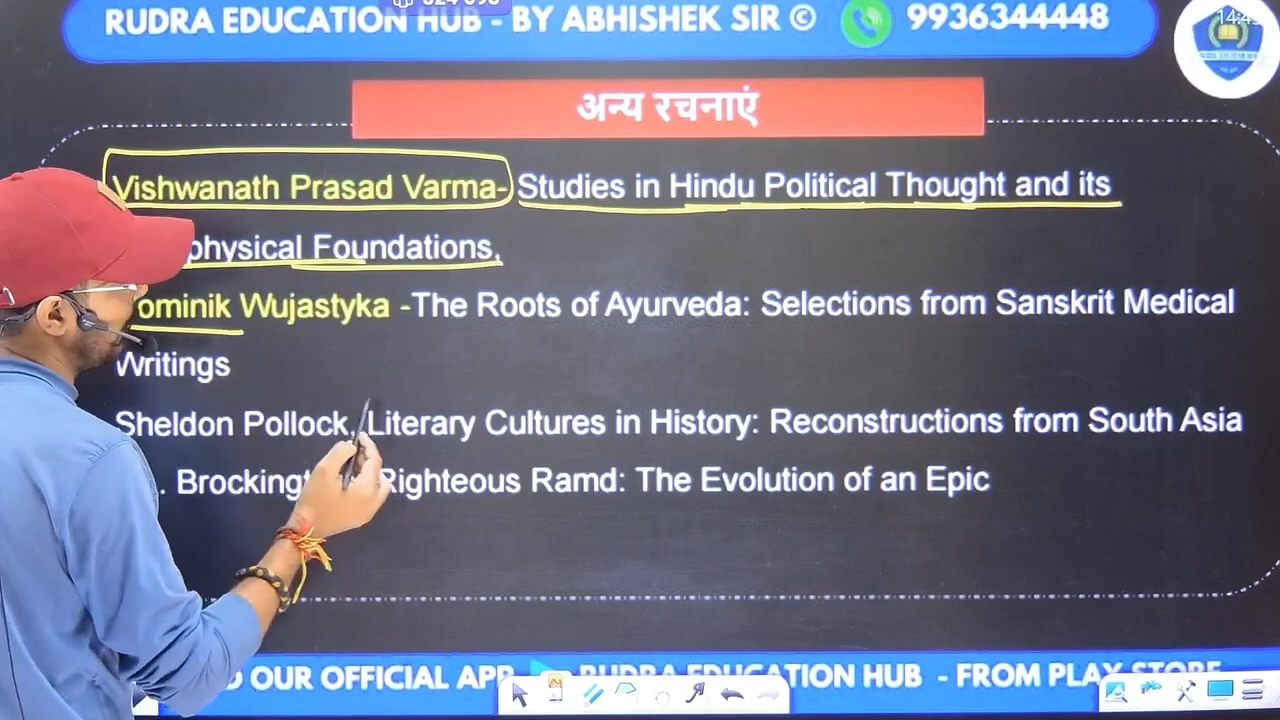 RUDRA EDUCATION HUB - BY ABHISHEK SIR © 9936344448
14:45
अन्य रचनाएं
Vishwanath Prasad Varma- Studies in Hindu Political Thought and its
physical Foundations,
ominik Wujastyka -The Roots of Ayurveda: Selections from Sanskrit Medical
Writings
Sheldon Pollock, Literary Cultures in History: Reconstructions from South Asia
. Brockingt Righteous Ramd: The Evolution of an Epic
OUR OFFICIAL APP RUDRA EDUCATION HUB - FROM PLAY STORE